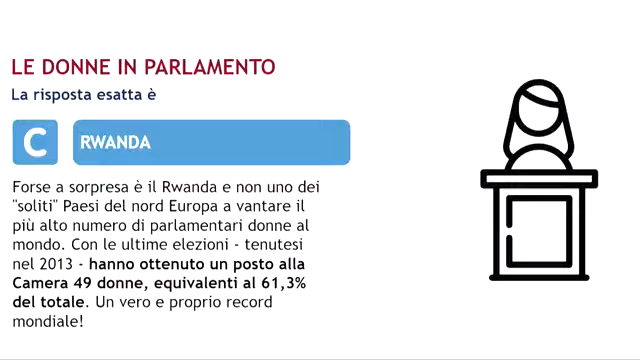 LE DONNE IN PARLAMENTO
La risposta esatta è
C RWANDA
Forse a sorpresa è il Rwanda e non uno dei
"soliti" Paesi del nord Europa a vantare il
più alto numero di parlamentari donne al
mondo. Con le ultime elezioni - tenutesi
nel 2013 - hanno ottenuto un posto alla
Camera 49 donne, equivalenti al 61,3%
del totale. Un vero e proprio record
mondiale!